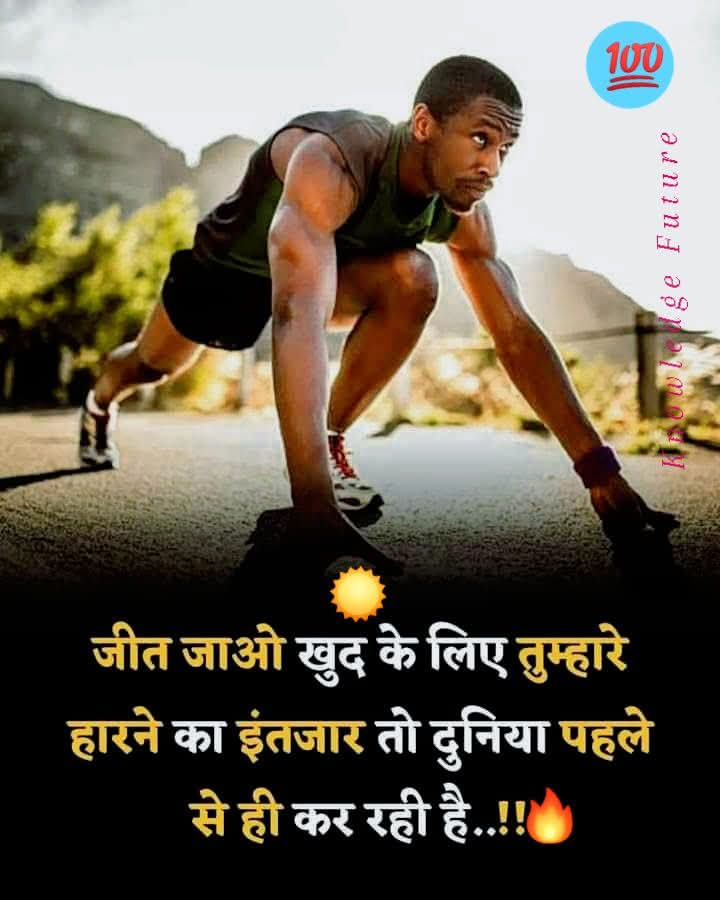 100
Knowledge Future
जीत जाओ खुद के लिए तुम्हारे
हारने का इंतजार तो दुनिया पहले
से ही कर रही है..!!🔥